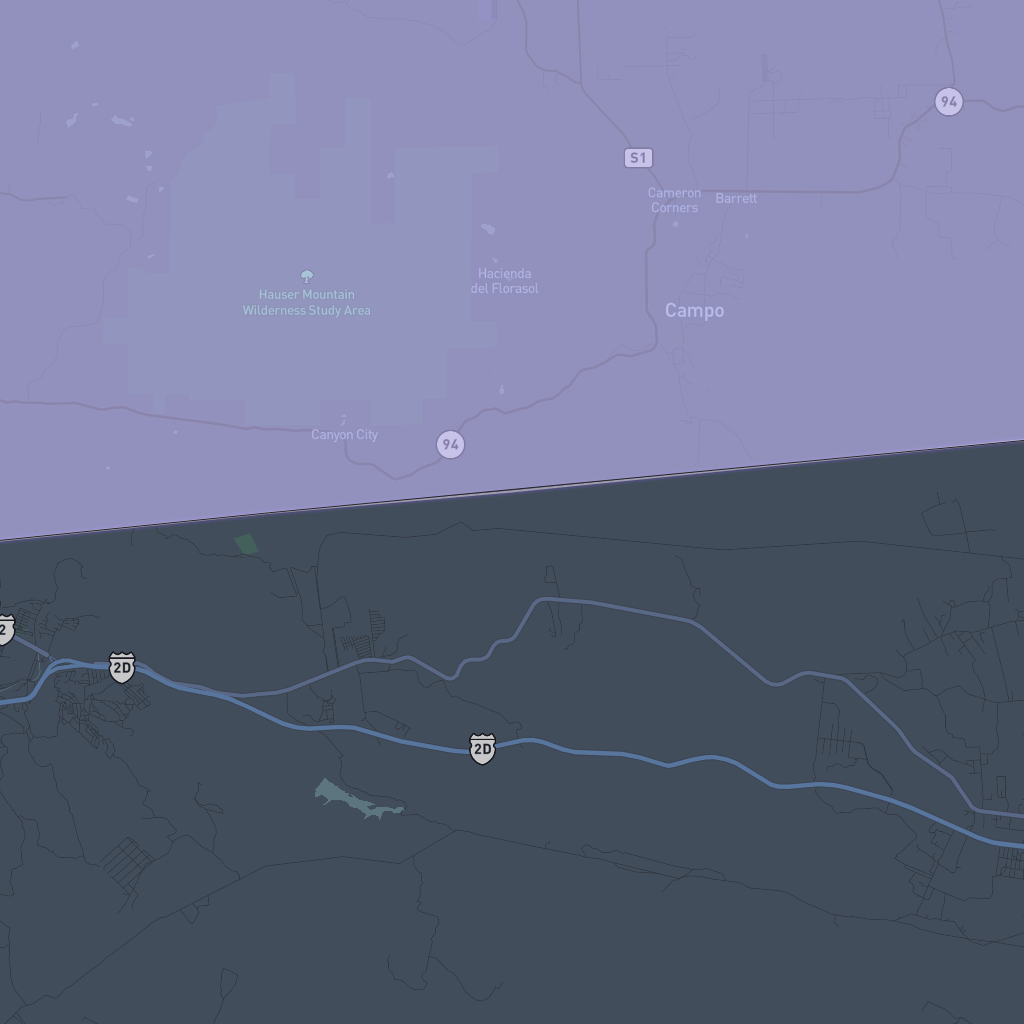 94
S1
Cameron
Corners
Barrett
Hacienda
del Florasol
Hauser Mountain
Wilderness Study Area
Campo
Canyon City
94
2
2D
2D